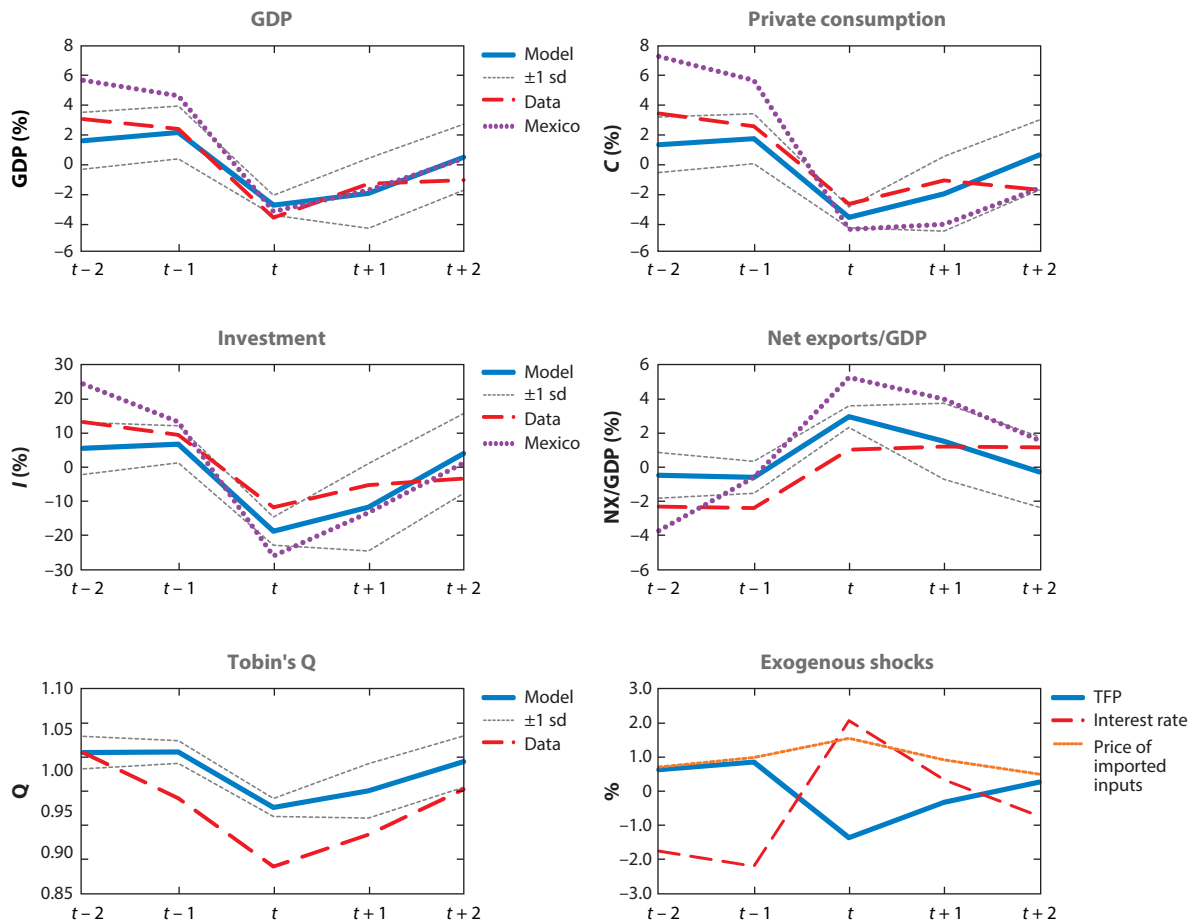 GDP
GDP (%)
8
6
4
2
0
–2
–4
–6
t – 2
t – 1
t
t + 1
t + 2
Model
±1 sd
Data
Mexico
Private consumption
C (%)
8
6
4
2
0
–2
–4
–6
t – 2
t – 1
t
t + 1
t + 2
Investment
I (%)
30
20
10
0
–10
–20
–30
t – 2
t – 1
t
t + 1
t + 2
Model
±1 sd
Data
Mexico
Net exports/GDP
NX/GDP (%)
6
4
2
0
–2
–4
–6
t – 2
t – 1
t
t + 1
t + 2
Tobin's Q
Q
1.10
1.05
1.00
0.95
0.90
0.85
t – 2
t – 1
t
t + 1
t + 2
Model
±1 sd
Data
Exogenous shocks
%
3.0
2.0
1.0
0
–1.0
–2.0
–3.0
t – 2
t – 1
t
t + 1
t + 2
TFP
Interest rate
Price of
imported
inputs